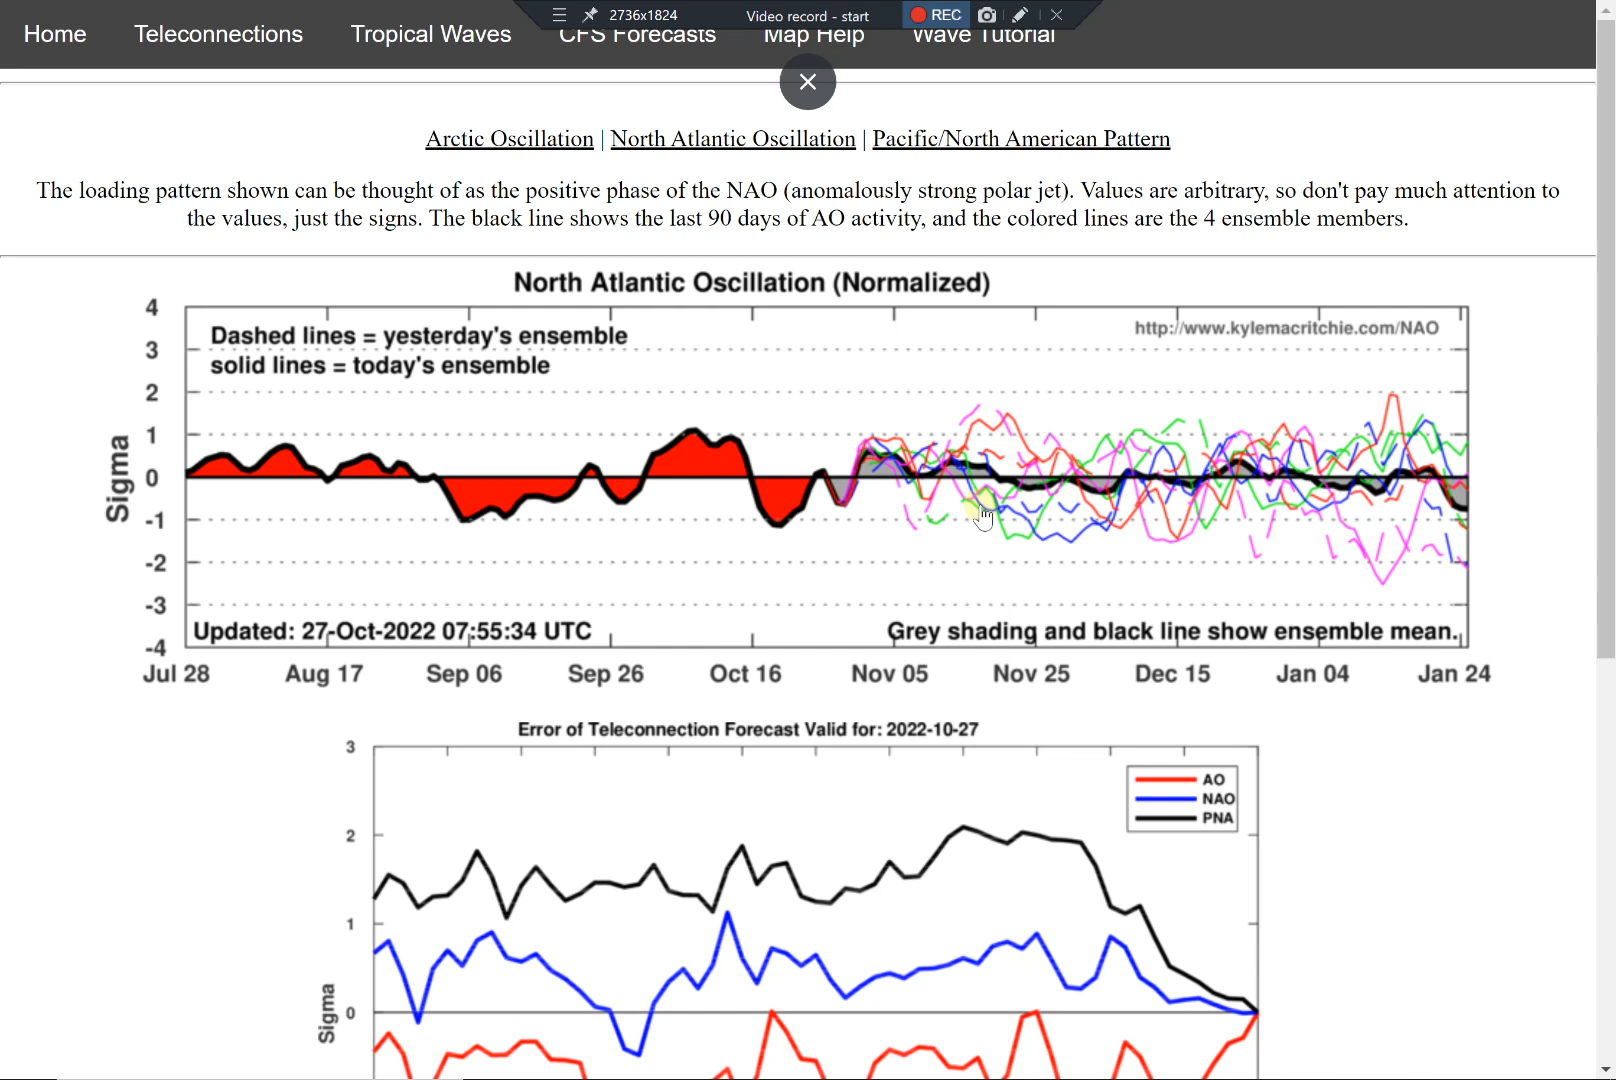 2736x1824 Video record - start REC
Home Teleconnections Tropical Waves CFS Forecasts Map Help Wave Tutorial
Arctic Oscillation | North Atlantic Oscillation | Pacific/North American Pattern
The loading pattern shown can be thought of as the positive phase of the NAO (anomalously strong polar jet). Values are arbitrary, so don't pay much attention to
the values, just the signs. The black line shows the last 90 days of AO activity, and the colored lines are the 4 ensemble members.
North Atlantic Oscillation (Normalized)
Dashed lines = yesterday's ensemble
solid lines = today's ensemble
http://www.kylemacritchie.com/NAO
Sigma
4
3
2
1
0
-1
-2
-3
-4
Updated: 27-Oct-2022 07:55:34 UTC
Grey shading and black line show ensemble mean.
Jul 28 Aug 17 Sep 06 Sep 26 Oct 16 Nov 05 Nov 25 Dec 15 Jan 04 Jan 24
Error of Teleconnection Forecast Valid for: 2022-10-27
AO
NAO
PNA
Sigma
3
2
1
0